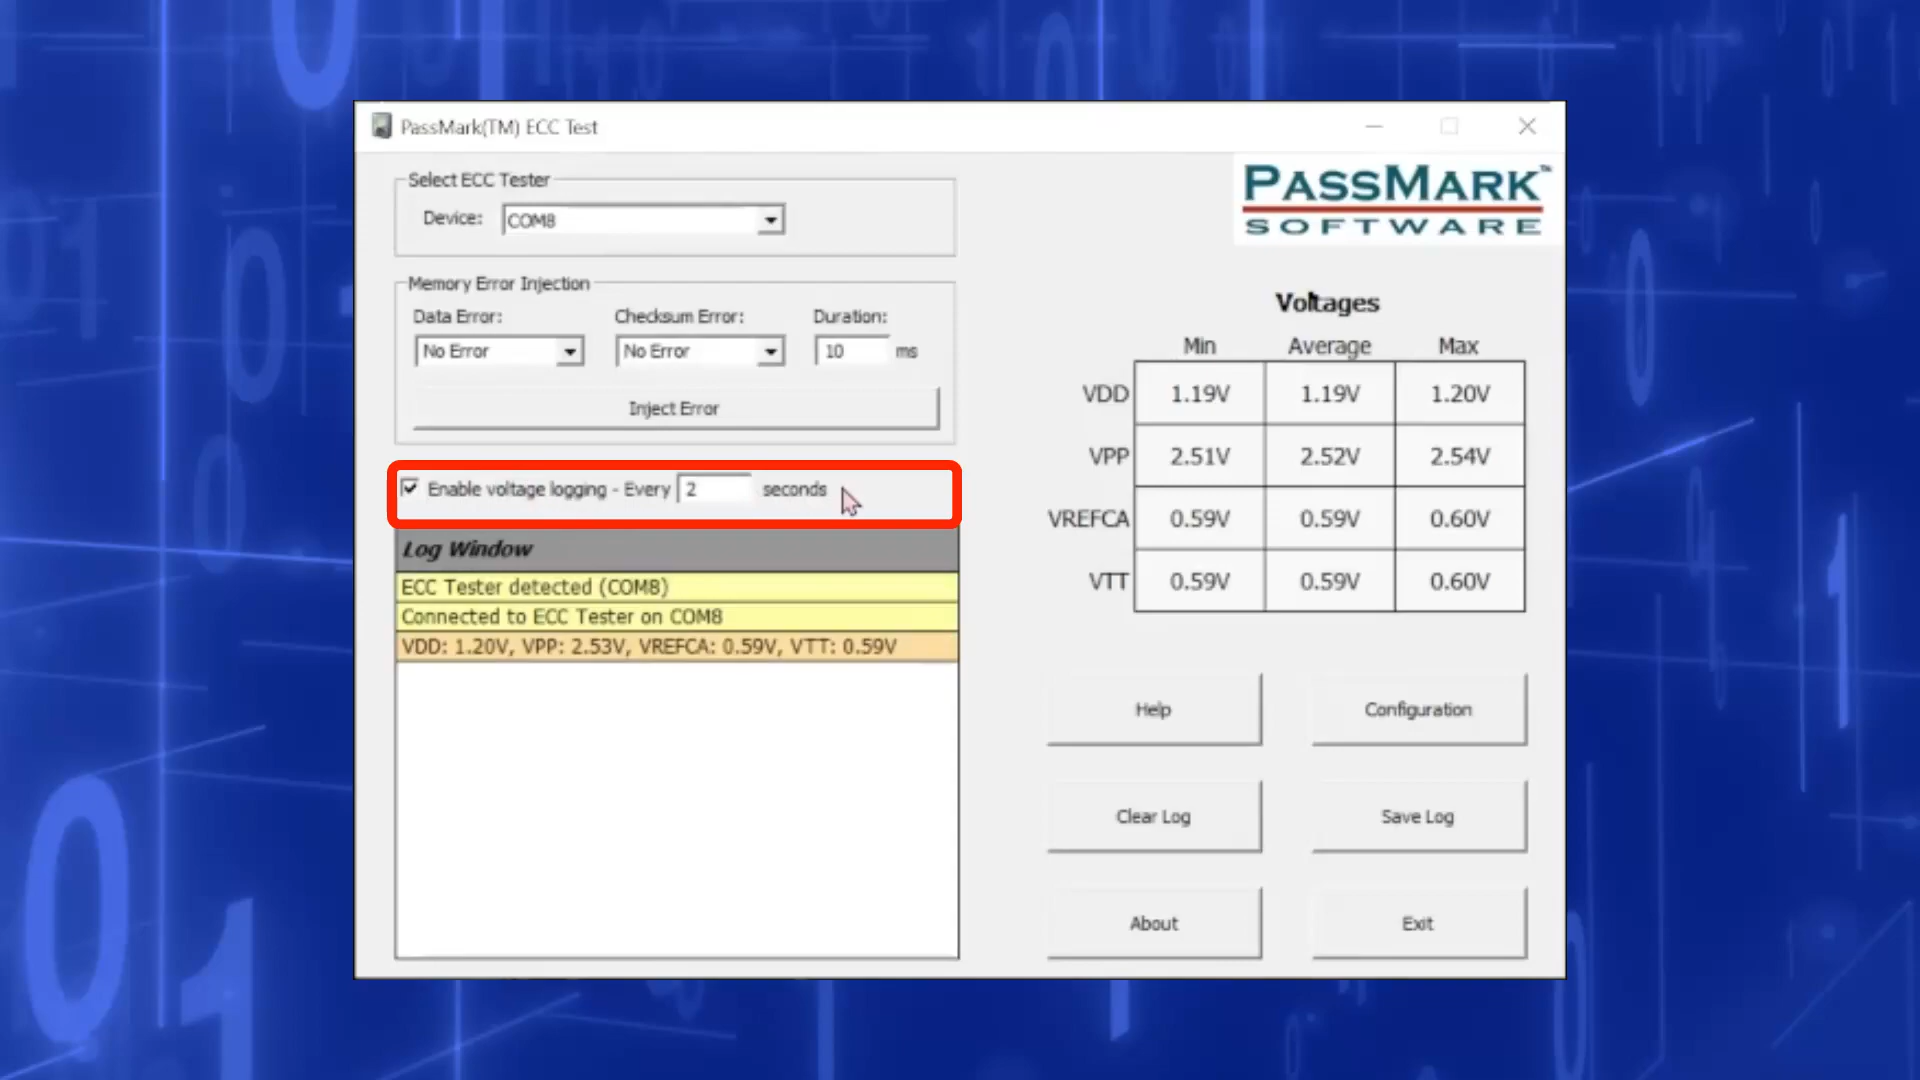 PassMark(TM) ECC Test
PASSMARK™
SOFTWARE
Select ECC Tester
Device: COM8
Memory Error Injection
Data Error: Checksum Error: Duration:
No Error No Error 10 ms
Inject Error
Enable voltage logging - Every 2 seconds
Log Window
ECC Tester detected (COM8)
Connected to ECC Tester on COM8
VDD: 1.20V, VPP: 2.53V, VREFCA: 0.59V, VTT: 0.59V
Voltages
Min Average Max
VDD 1.19V 1.19V 1.20V
VPP 2.51V 2.52V 2.54V
VREFCA 0.59V 0.59V 0.60V
VTT 0.59V 0.59V 0.60V
Help Configuration
Clear Log Save Log
About Exit